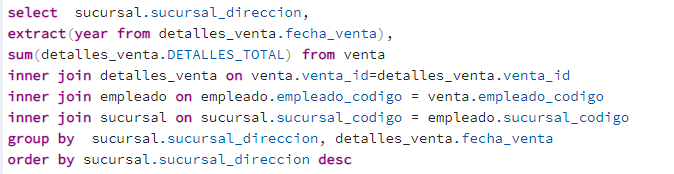 select  sucursal.sucursal_direccion,
extract(year from detalles_venta.fecha_venta),
sum(detalles_venta.DETALLES_TOTAL) from venta
inner join detalles_venta on venta.venta_id=detalles_venta.venta_id
inner join empleado on empleado.empleado_codigo = venta.empleado_codigo
inner join sucursal on sucursal.sucursal_codigo = empleado.sucursal_codigo
group by  sucursal.sucursal_direccion, detalles_venta.fecha_venta
order by sucursal.sucursal_direccion desc